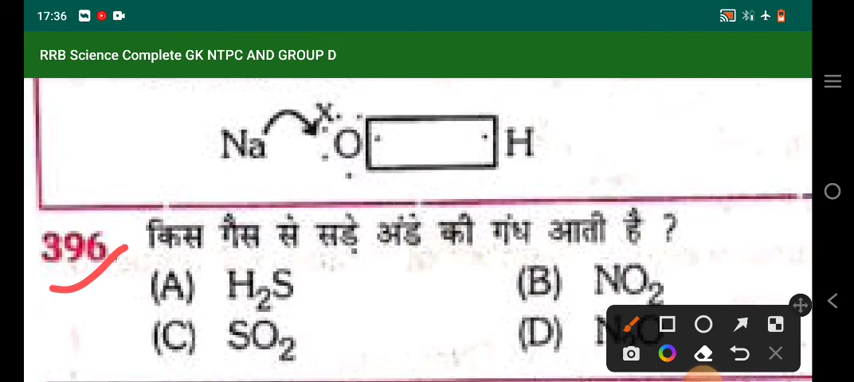 17:36
RRB Science Complete GK NTPC AND GROUP D
Na O H
396. किस गैस से सड़े अंडे की गंध आती है ?
(A) H₂S (B) NO₂
(C) SO₂ (D)